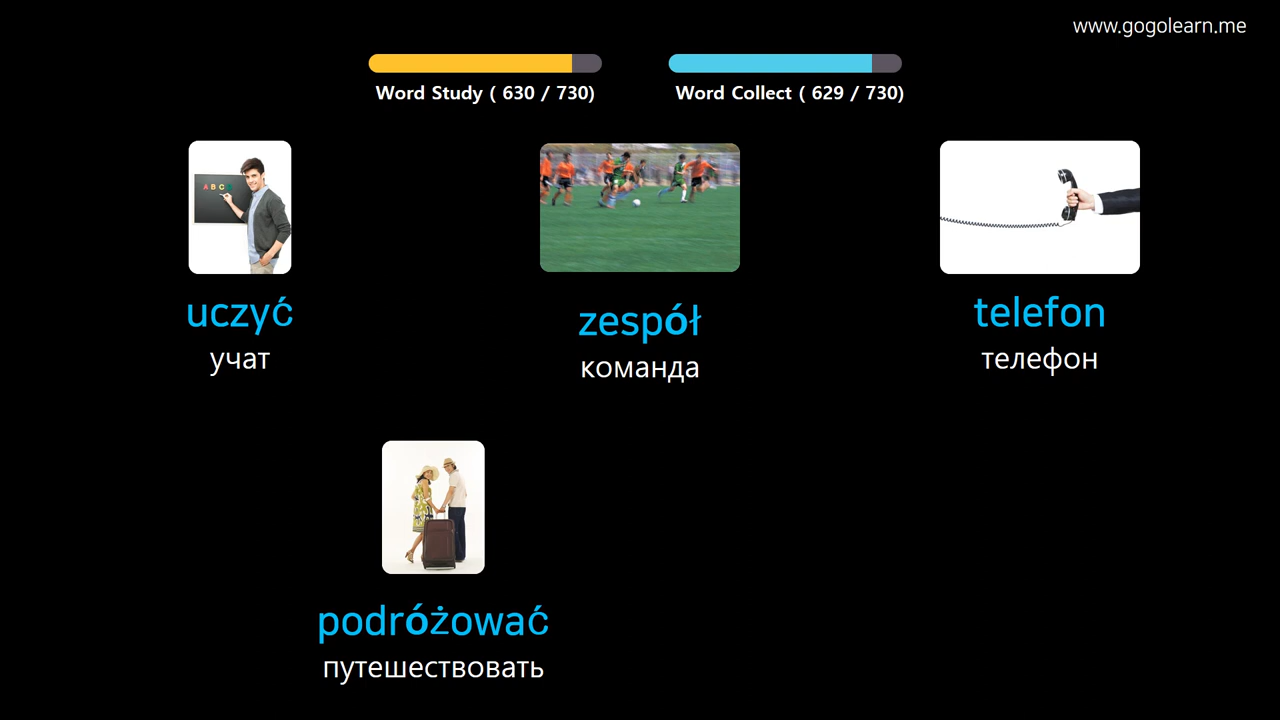 www.gogolearn.me
Word Study ( 630 / 730)
Word Collect ( 629 / 730)
A B C
uczyć
учат
zespół
команда
telefon
телефон
podróżować
путешествовать